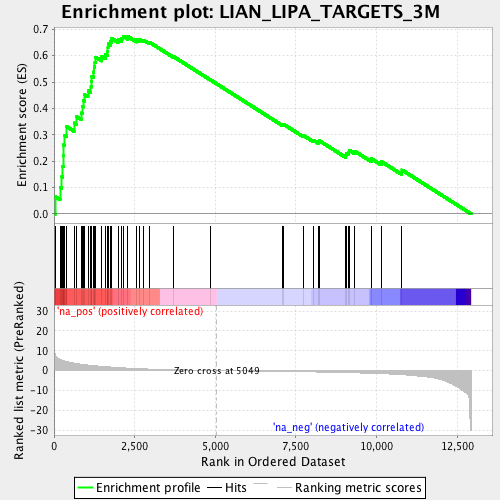 Enrichment plot: LIAN_LIPA_TARGETS_3M
Enrichment score (ES)
0.7
0.6
0.5
0.4
0.3
0.2
0.1
0.0
'na_pos' (positively correlated)
Ranked list metric (PreRanked)
30
20
10
0
-10
-20
-30
Zero cross at 5049
'na_neg' (negatively correlated)
0
2,500
5,000
7,500
10,000
12,500
Rank in Ordered Dataset
Enrichment profile
Hits
Ranking metric scores